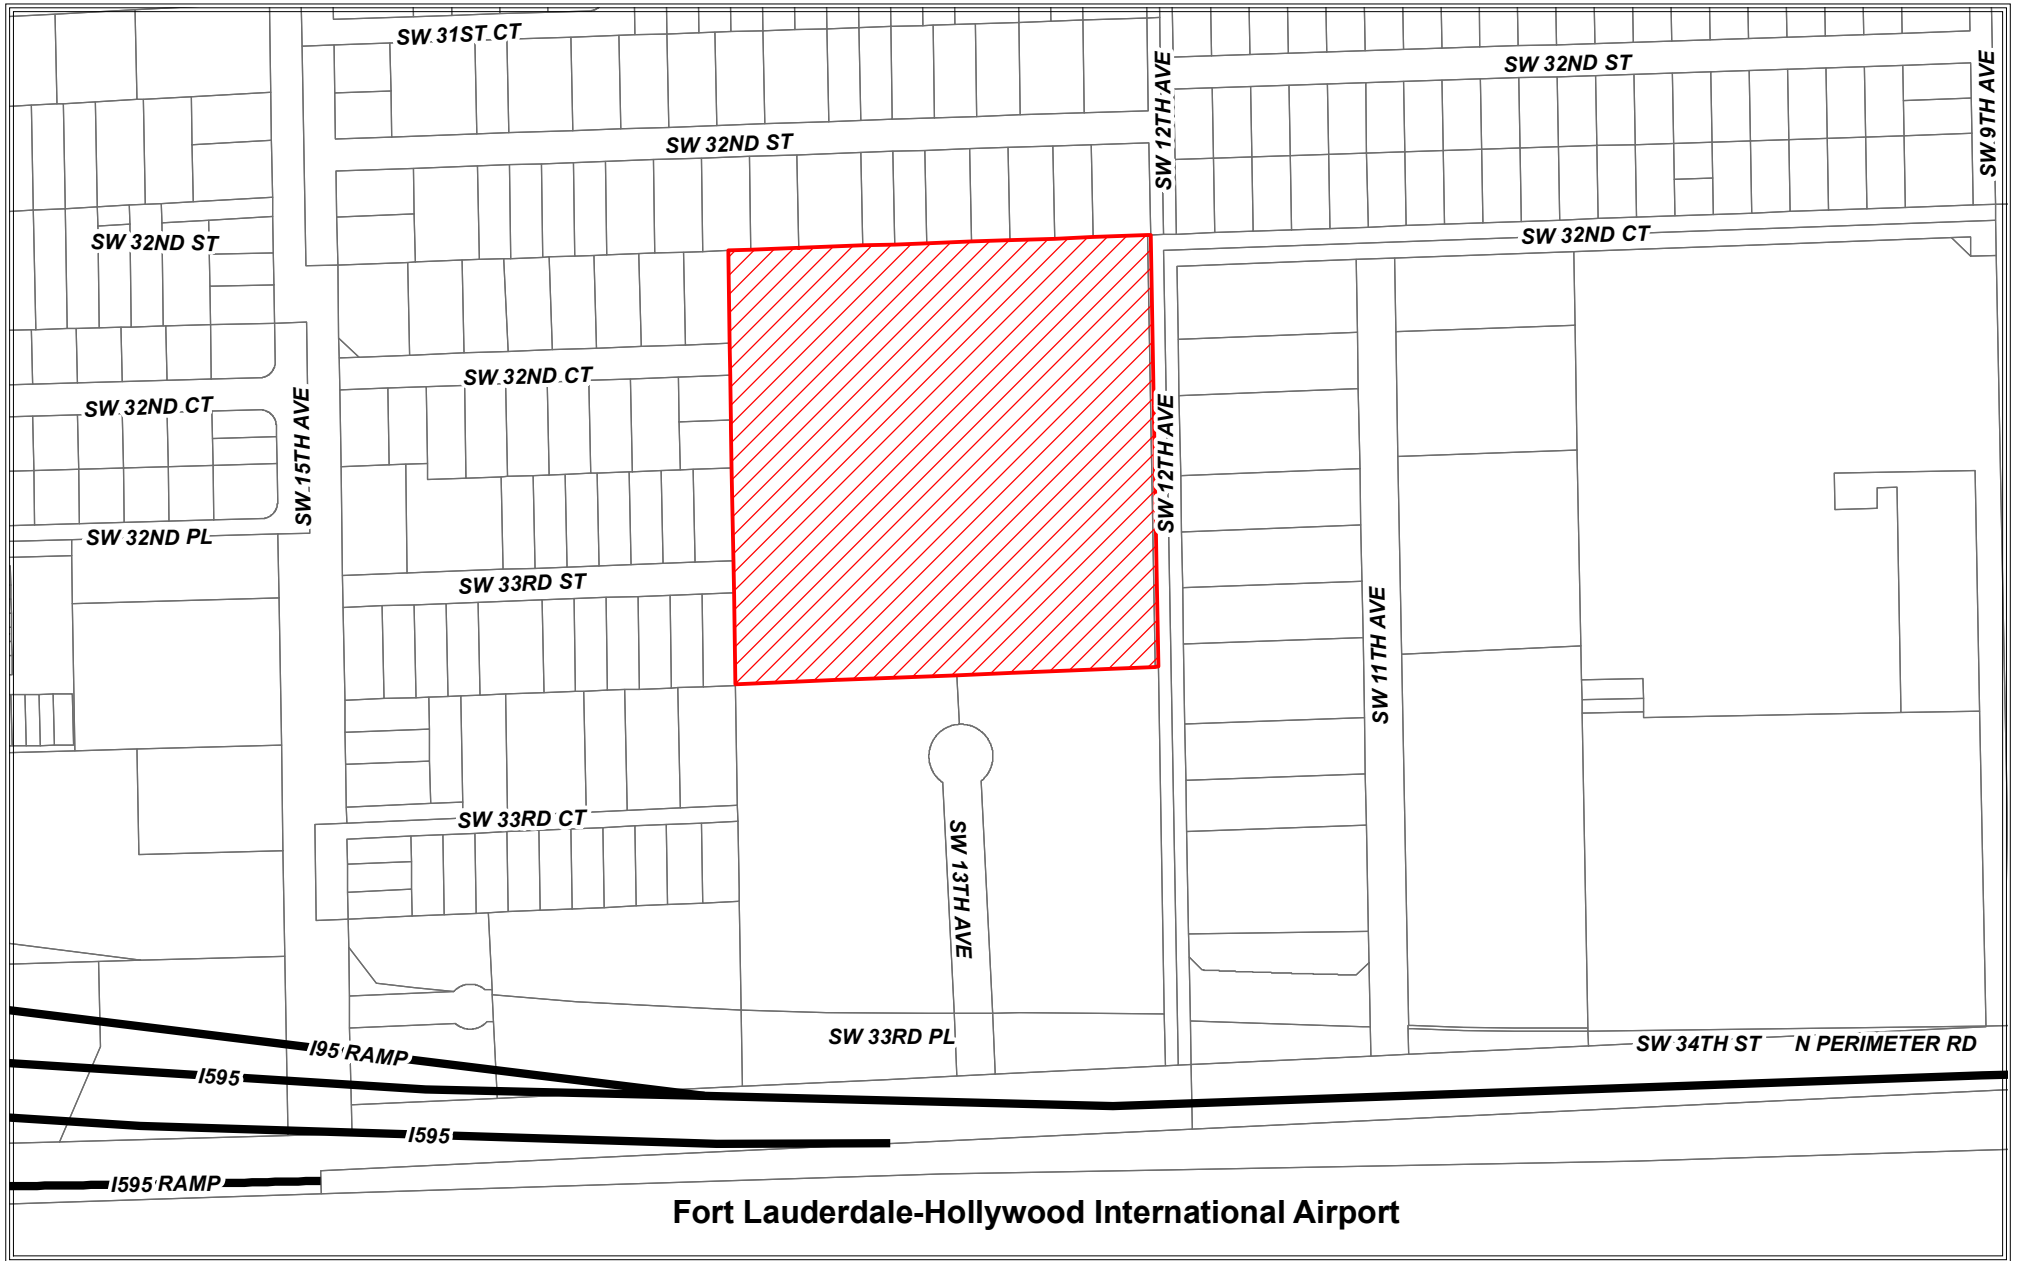 SW 31ST CT
SW 32ND ST
SW 12TH AVE
SW 9TH AVE
SW 32ND ST
SW 32ND ST
SW 32ND CT
SW 32ND CT
SW 32ND CT
SW 15TH AVE
SW 12TH AVE
SW 32ND PL
SW 33RD ST
SW 11TH AVE
SW 33RD CT
SW 13TH AVE
SW 33RD PL
SW 34TH ST
N PERIMETER RD
I95 RAMP
I595
I595
I595 RAMP
Fort Lauderdale-Hollywood International Airport